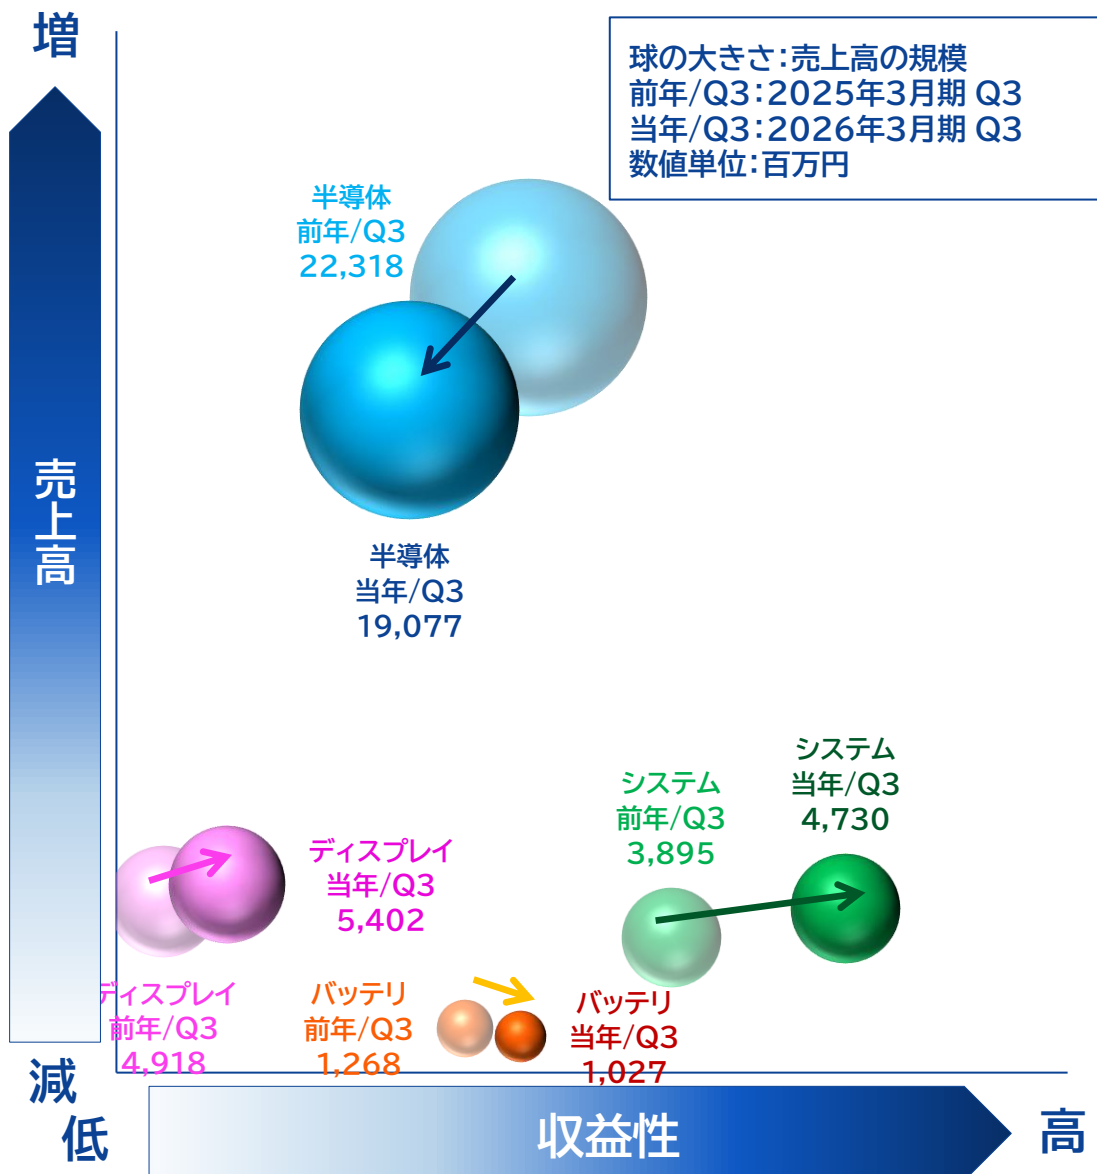 増
球の大きさ：売上高の規模
前年/Q3：2025年3月期 Q3
当年/Q3：2026年3月期 Q3
数値単位：百万円
半導体
前年/Q3
22,318
売上高
半導体
当年/Q3
19,077
システム
当年/Q3
4,730
システム
前年/Q3
3,895
ディスプレイ
当年/Q3
5,402
ディスプレイ
前年/Q3
4,918
バッテリ
前年/Q3
1,268
バッテリ
当年/Q3
1,027
減
低
収益性
高